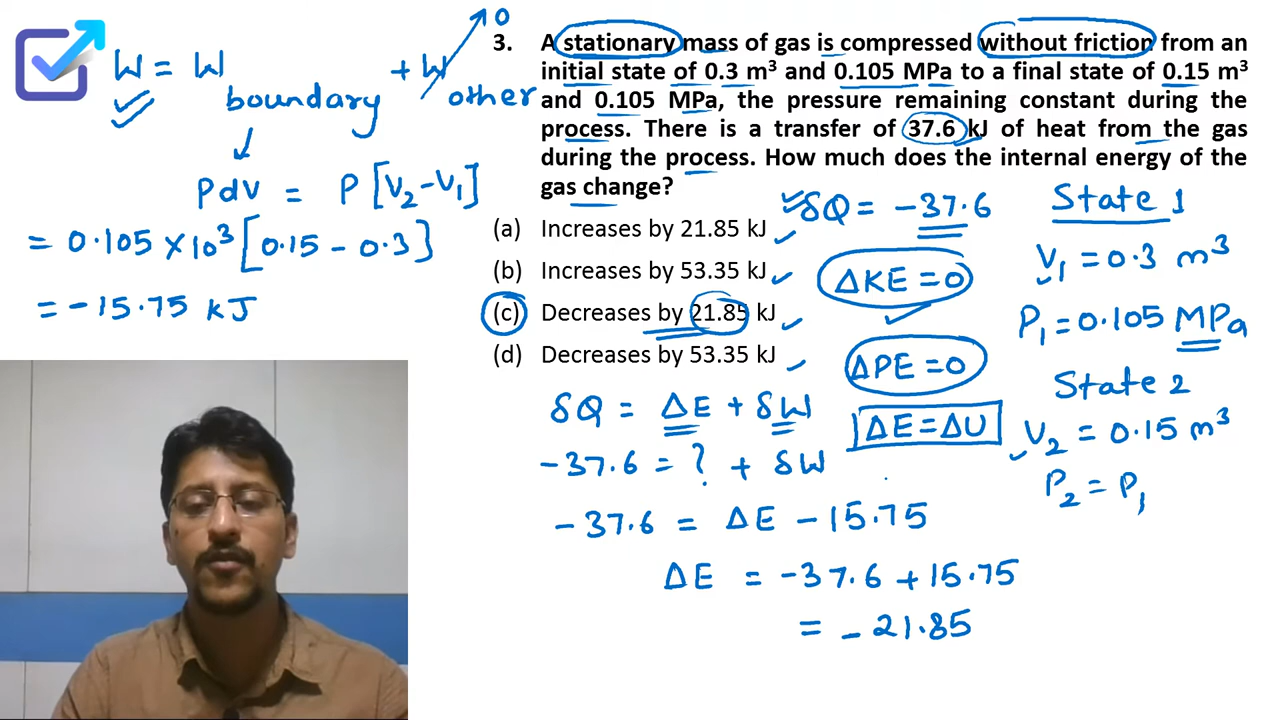 W = W boundary + W other → 0
PdV = P[V₂-V₁]
= 0.105 × 10³ [0.15 - 0.3]
= -15.75 kJ
3. A stationary mass of gas is compressed without friction from an
initial state of 0.3 m³ and 0.105 MPa to a final state of 0.15 m³
and 0.105 MPa, the pressure remaining constant during the
process. There is a transfer of 37.6 kJ of heat from the gas
during the process. How much does the internal energy of the
gas change?
(a) Increases by 21.85 kJ
(b) Increases by 53.35 kJ
(c) Decreases by 21.85 kJ
(d) Decreases by 53.35 kJ
δQ = -37.6
ΔKE = 0
ΔPE = 0
ΔE = ΔU
State 1
V₁ = 0.3 m³
P₁ = 0.105 MPa
State 2
V₂ = 0.15 m³
P₂ = P₁
δQ = ΔE + δW
-37.6 = ? + δW
-37.6 = ΔE - 15.75
ΔE = -37.6 + 15.75
= -21.85